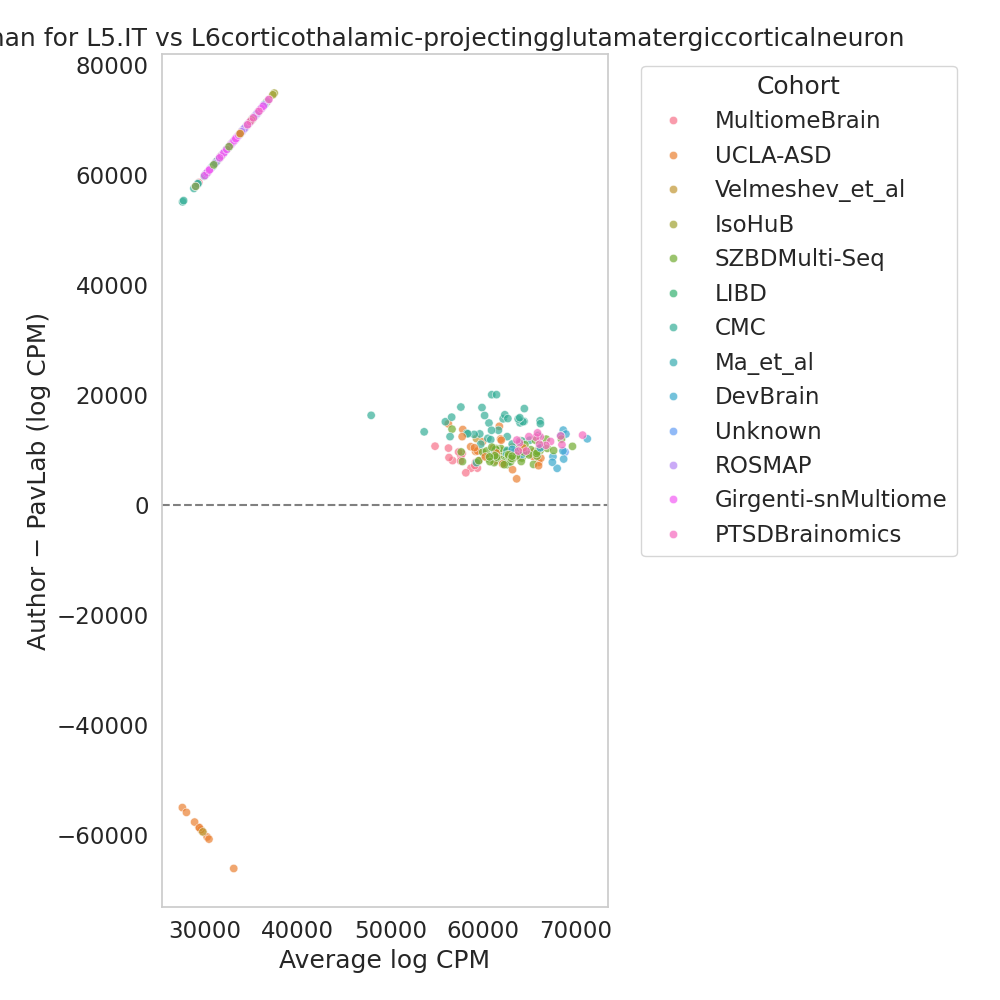 for L5.IT vs L6corticothalamic-projectingglutamatergiccorticalneuron
80000
60000
40000
20000
0
−20000
−40000
−60000
Author − PavLab (log CPM)
30000 40000 50000 60000 70000
Average log CPM
Cohort
MultiomeBrain
UCLA-ASD
Velmeshev_et_al
IsoHuB
SZBDMulti-Seq
LIBD
CMC
Ma_et_al
DevBrain
Unknown
ROSMAP
Girgenti-snMultiome
PTSDBrainomics